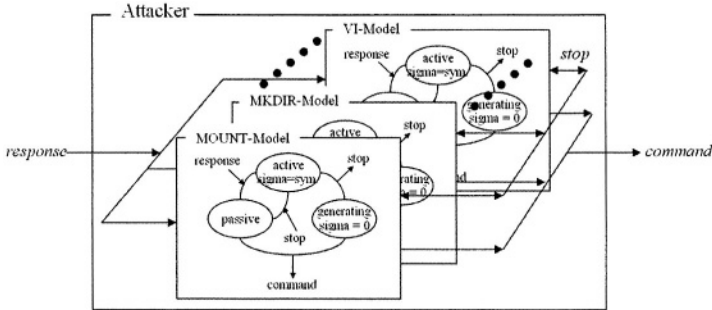 Attacker
VI-Model
response
active
sigma=sym
stop
stop
generating
sigma = 0
MKDIR-Model
active
stop
MOUNT-Model
response
active
sigma=sym
stop
passive
generating
sigma = 0
stop
command
response
command